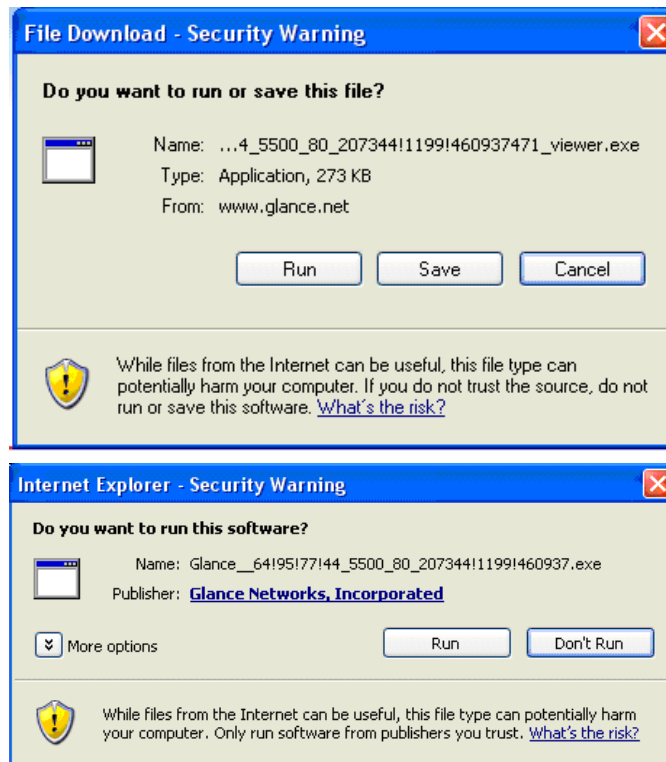 File Download - Security Warning
Do you want to run or save this file?
Name: ...4_5500_80_207344!1199!460937471_viewer.exe
Type: Application, 273 KB
From: www.glance.net
Run Save Cancel
While files from the Internet can be useful, this file type can
potentially harm your computer. If you do not trust the source, do not
run or save this software. What's the risk?
Internet Explorer - Security Warning
Do you want to run this software?
Name: Glance__64!95!77!44_5500_80_207344!1199!460937.exe
Publisher: Glance Networks, Incorporated
More options Run Don't Run
While files from the Internet can be useful, this file type can potentially harm
your computer. Only run software from publishers you trust. What's the risk?